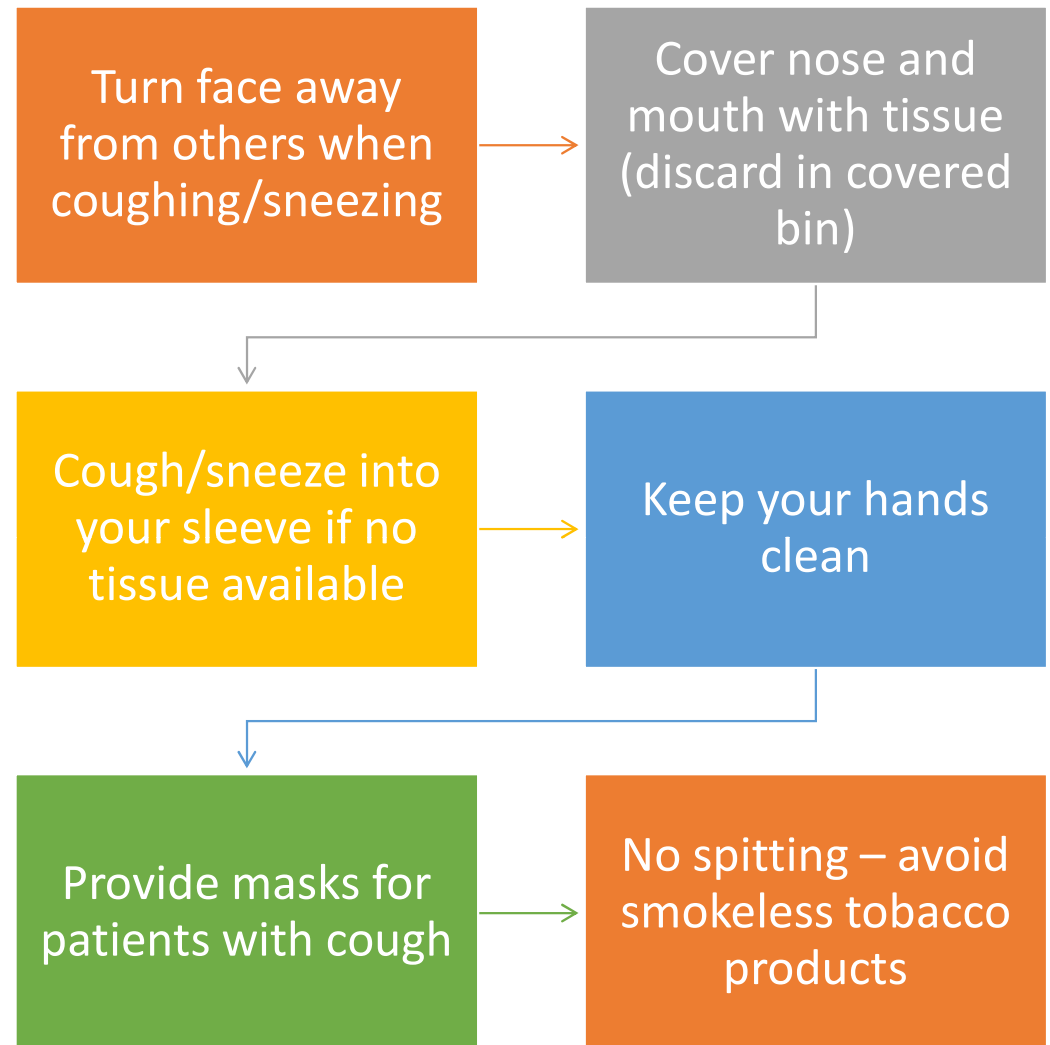 Turn face away
from others when
coughing/sneezing
Cover nose and
mouth with tissue
(discard in covered
bin)
Cough/sneeze into
your sleeve if no
tissue available
Keep your hands
clean
Provide masks for
patients with cough
No spitting – avoid
smokeless tobacco
products